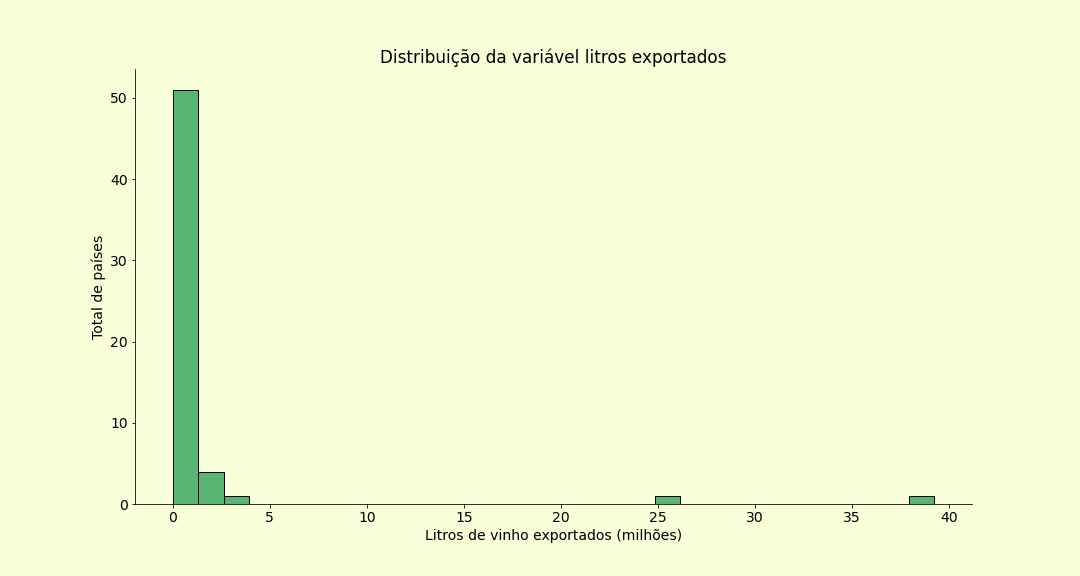 Distribuição da variável litros exportados
50
40
30
20
10
0
Total de países
0 5 10 15 20 25 30 35 40
Litros de vinho exportados (milhões)